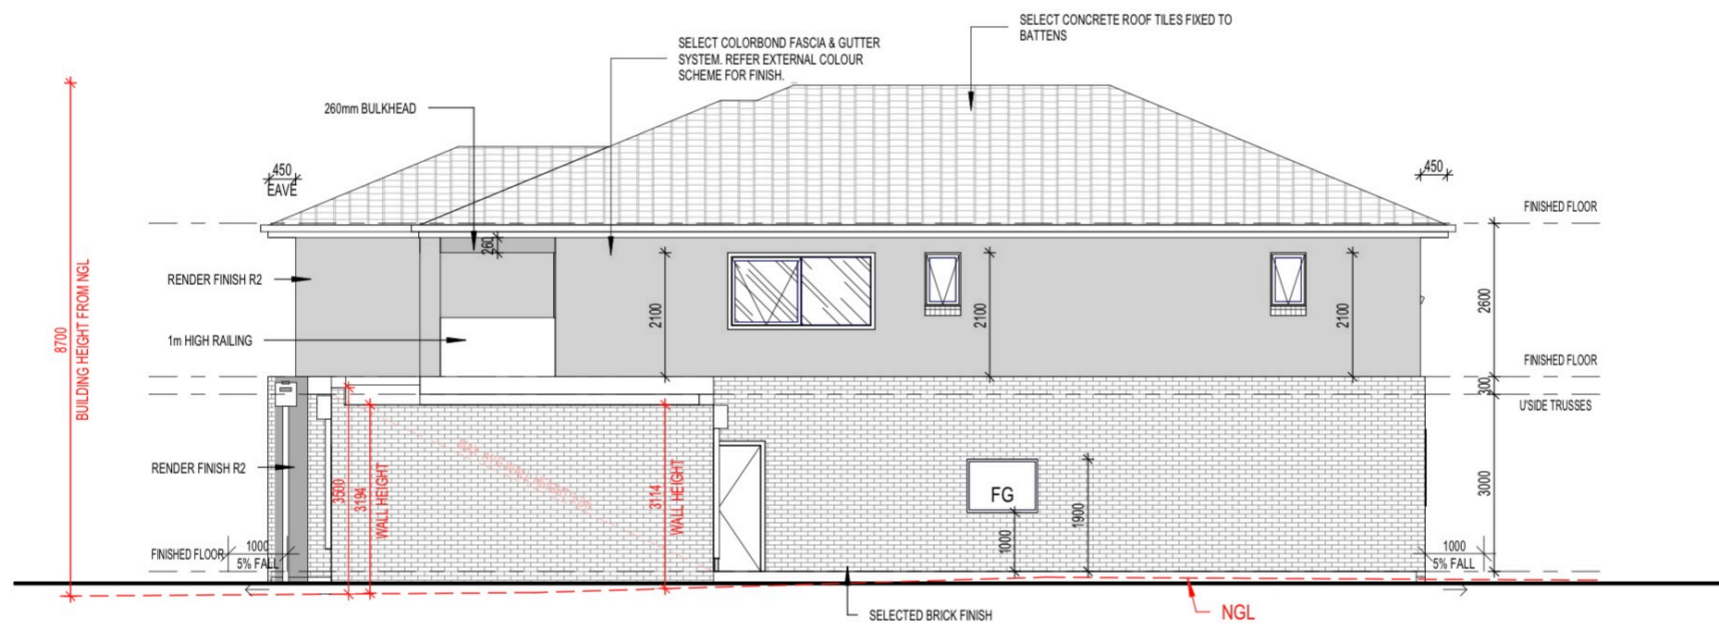 SELECT CONCRETE ROOF TILES FIXED TO
BATTENS
SELECT COLORBOND FASCIA & GUTTER
SYSTEM. REFER EXTERNAL COLOUR
SCHEME FOR FINISH.
260mm BULKHEAD
450
EAVE
450
FINISHED FLOOR
260
RENDER FINISH R2
2100
2100
2100
2600
8700
BUILDING HEIGHT FROM NGL
1m HIGH RAILING
FINISHED FLOOR
300
U'SIDE TRUSSES
RENDER FINISH R2
3500
3194
WALL HEIGHT
3114
WALL HEIGHT
FG
1900
1000
3000
FINISHED FLOOR
1000
5% FALL
1000
5% FALL
SELECTED BRICK FINISH
NGL